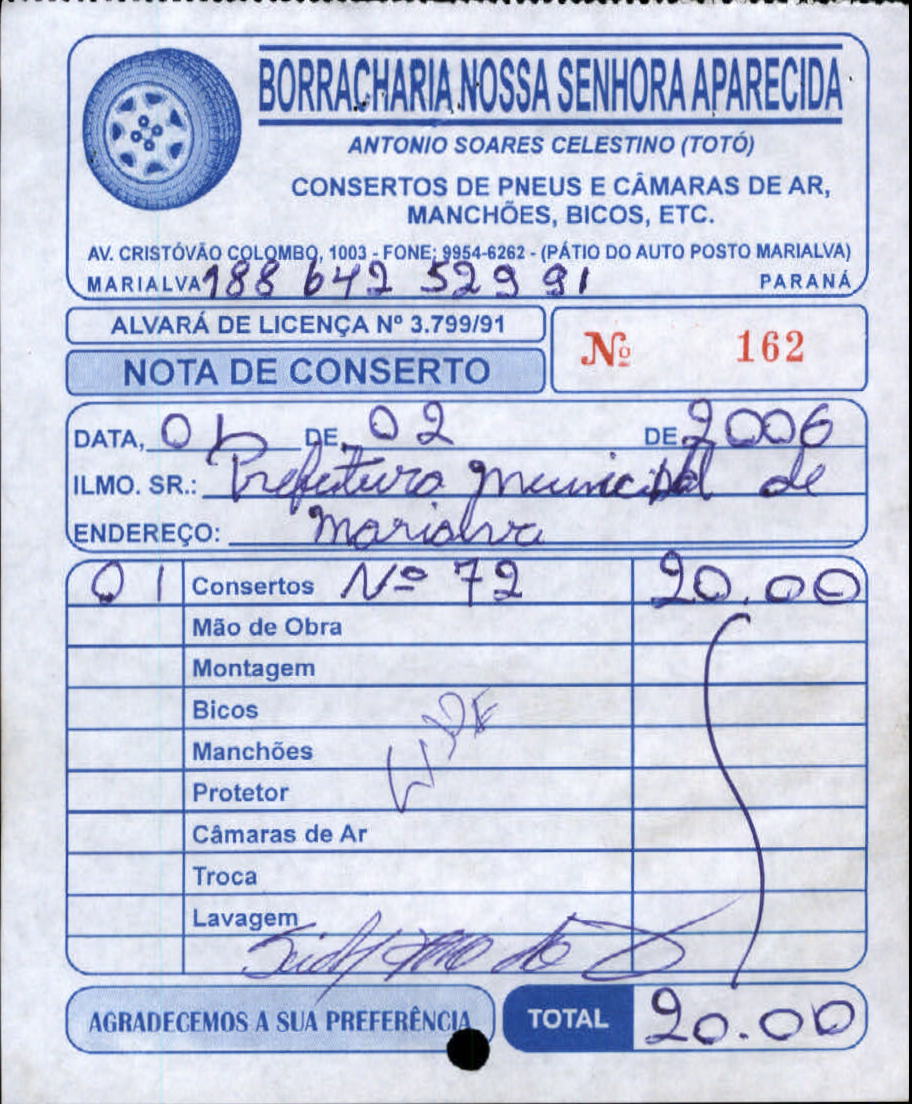 BORRACHARIA NOSSA SENHORA APARECIDA
ANTONIO SOARES CELESTINO (TOTÓ)
CONSERTOS DE PNEUS E CÂMARAS DE AR,
MANCHÕES, BICOS, ETC.
AV. CRISTÓVÃO COLOMBO, 1003 - FONE: 9954-6262 - (PÁTIO DO AUTO POSTO MARIALVA)
MARIALVA 188 642 529 91 PARANÁ
ALVARÁ DE LICENÇA Nº 3.799/91
Nº 162
NOTA DE CONSERTO
DATA, 01 DE 02 DE 2006
ILMO. SR.: Prefeitura Municipal de
ENDEREÇO: Marialva
01 Consertos Nº 72 20.00
Mão de Obra
Montagem
Bicos
Manchões
Protetor
Câmaras de Ar
Troca
Lavagem
AGRADECEMOS A SUA PREFERÊNCIA
TOTAL 20.00